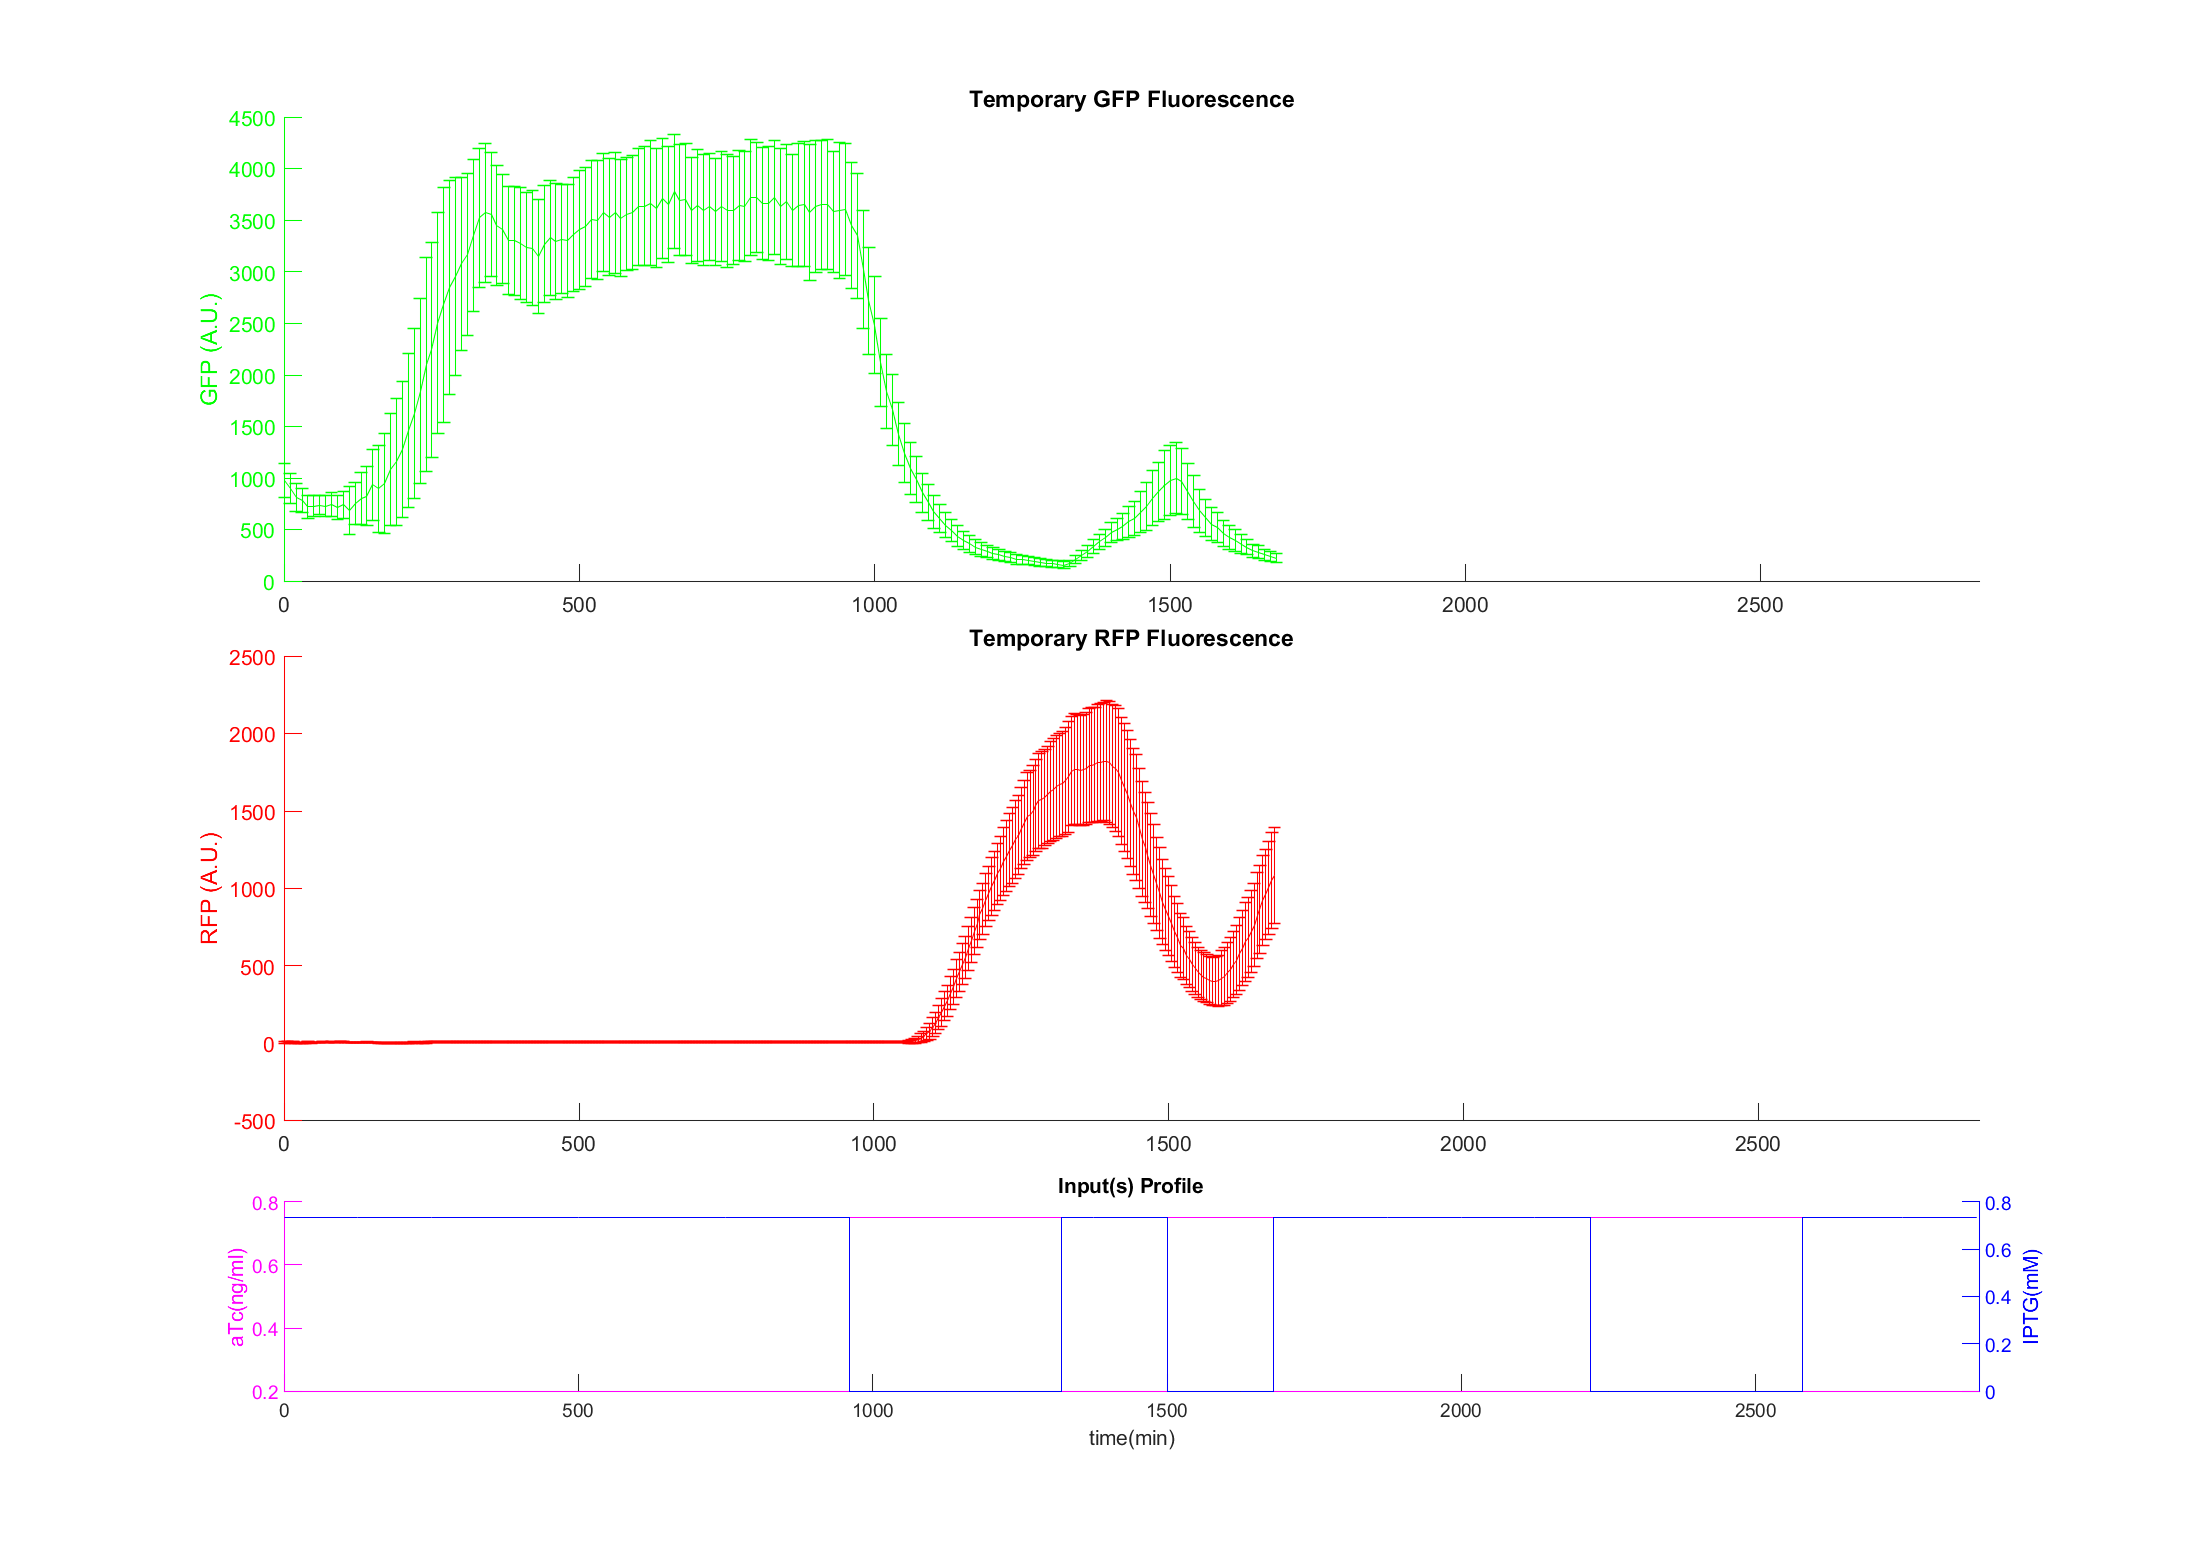 Temporary GFP Fluorescence
GFP (A.U.)
4500
4000
3500
3000
2500
2000
1500
1000
500
0
0 500 1000 1500 2000 2500
Temporary RFP Fluorescence
RFP (A.U.)
2500
2000
1500
1000
500
0
-500
0 500 1000 1500 2000 2500
Input(s) Profile
aTc(ng/ml)
0.8
0.6
0.4
0.2
0.8
0.6
0.4
0.2
0
IPTG(mM)
0 500 1000 1500 2000 2500
time(min)